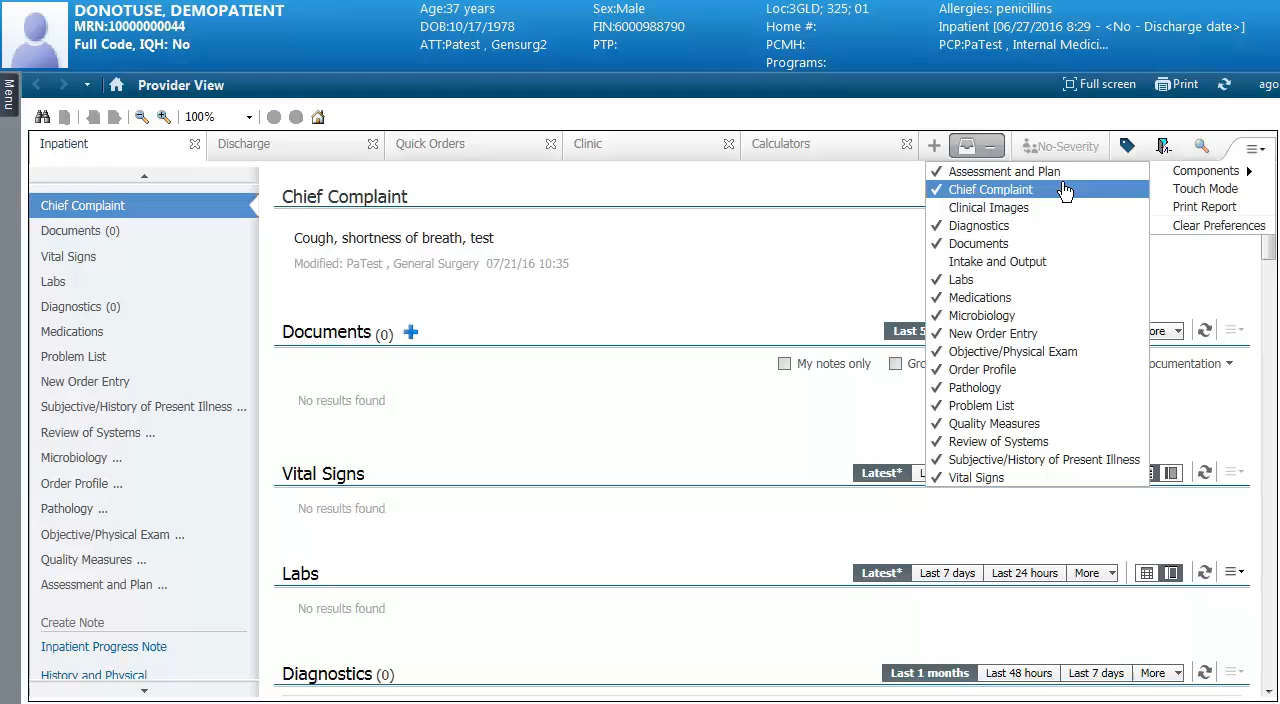 DONOTUSE, DEMOPATIENT
MRN:10000000044
Full Code, IQH: No
Age:37 years
DOB:10/17/1978
ATT:Patest , Gensurg2
Sex:Male
FIN:6000988790
PTP:
Loc:3GLD; 325; 01
Home #:
PCMH:
Programs:
Allergies: penicillins
Inpatient [06/27/2016 8:29 - <No - Discharge date>]
PCP:PaTest , Internal Medici...
Menu
Provider View
Full screen
Print
ago
100%
Inpatient
Discharge
Quick Orders
Clinic
Calculators
No-Severity
Components
Touch Mode
Print Report
Clear Preferences
Assessment and Plan
Chief Complaint
Clinical Images
Diagnostics
Documents
Intake and Output
Labs
Medications
Microbiology
New Order Entry
Objective/Physical Exam
Order Profile
Pathology
Problem List
Quality Measures
Review of Systems
Subjective/History of Present Illness
Vital Signs
Chief Complaint
Documents (0)
Vital Signs
Labs
Diagnostics (0)
Medications
Problem List
New Order Entry
Subjective/History of Present Illness ...
Review of Systems ...
Microbiology ...
Order Profile ...
Pathology ...
Objective/Physical Exam ...
Quality Measures ...
Assessment and Plan ...
Create Note
Inpatient Progress Note
History and Physical
Chief Complaint
Cough, shortness of breath, test
Modified: PaTest , General Surgery 07/21/16 10:35
Documents (0)
Last 5
ore
My notes only
Gro
ocumentation
No results found
Vital Signs
Latest*
L
No results found
Labs
Latest*
Last 7 days
Last 24 hours
More
No results found
Diagnostics (0)
Last 1 months
Last 48 hours
Last 7 days
More